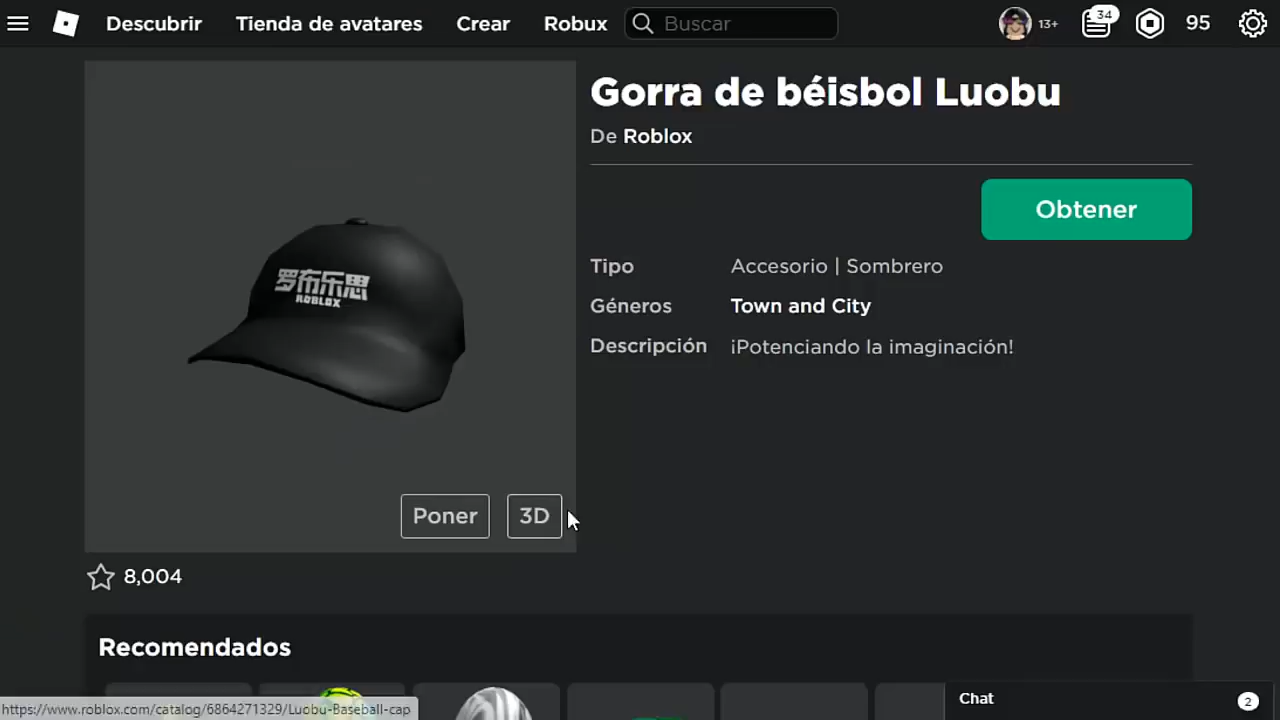 Descubrir Tienda de avatares Crear Robux Buscar 13+ 34 95
Gorra de béisbol Luobu
De Roblox
Obtener
Tipo Accesorio | Sombrero
Géneros Town and City
Descripción ¡Potenciando la imaginación!
罗布乐思
ROBLOX
Poner 3D
8,004
Recomendados
Chat 2
https://www.roblox.com/catalog/6864271329/Luobu-Baseball-cap